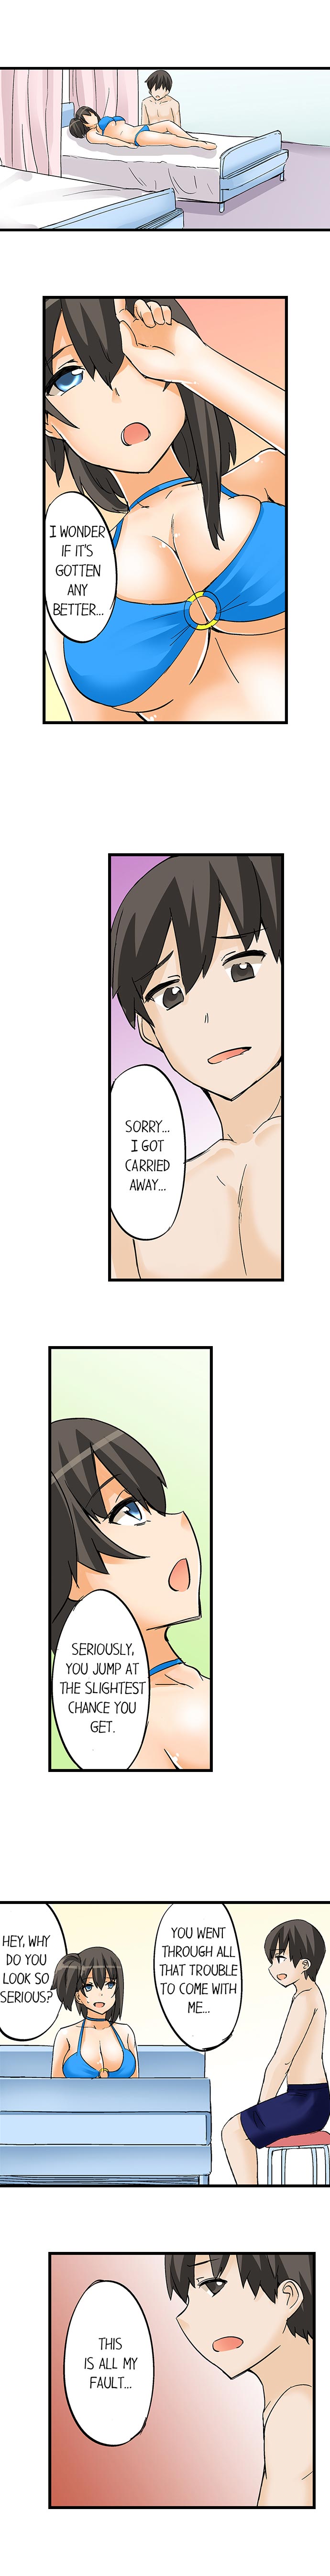 I WONDER
IF IT'S
GOTTEN
ANY
BETTER...
SORRY...
I GOT
CARRIED
AWAY...
SERIOUSLY,
YOU JUMP AT
THE SLIGHTEST
CHANCE YOU
GET.
HEY, WHY
DO YOU
LOOK SO
SERIOUS?
YOU WENT
THROUGH ALL
THAT TROUBLE
TO COME WITH
ME...
THIS
IS ALL MY
FAULT...